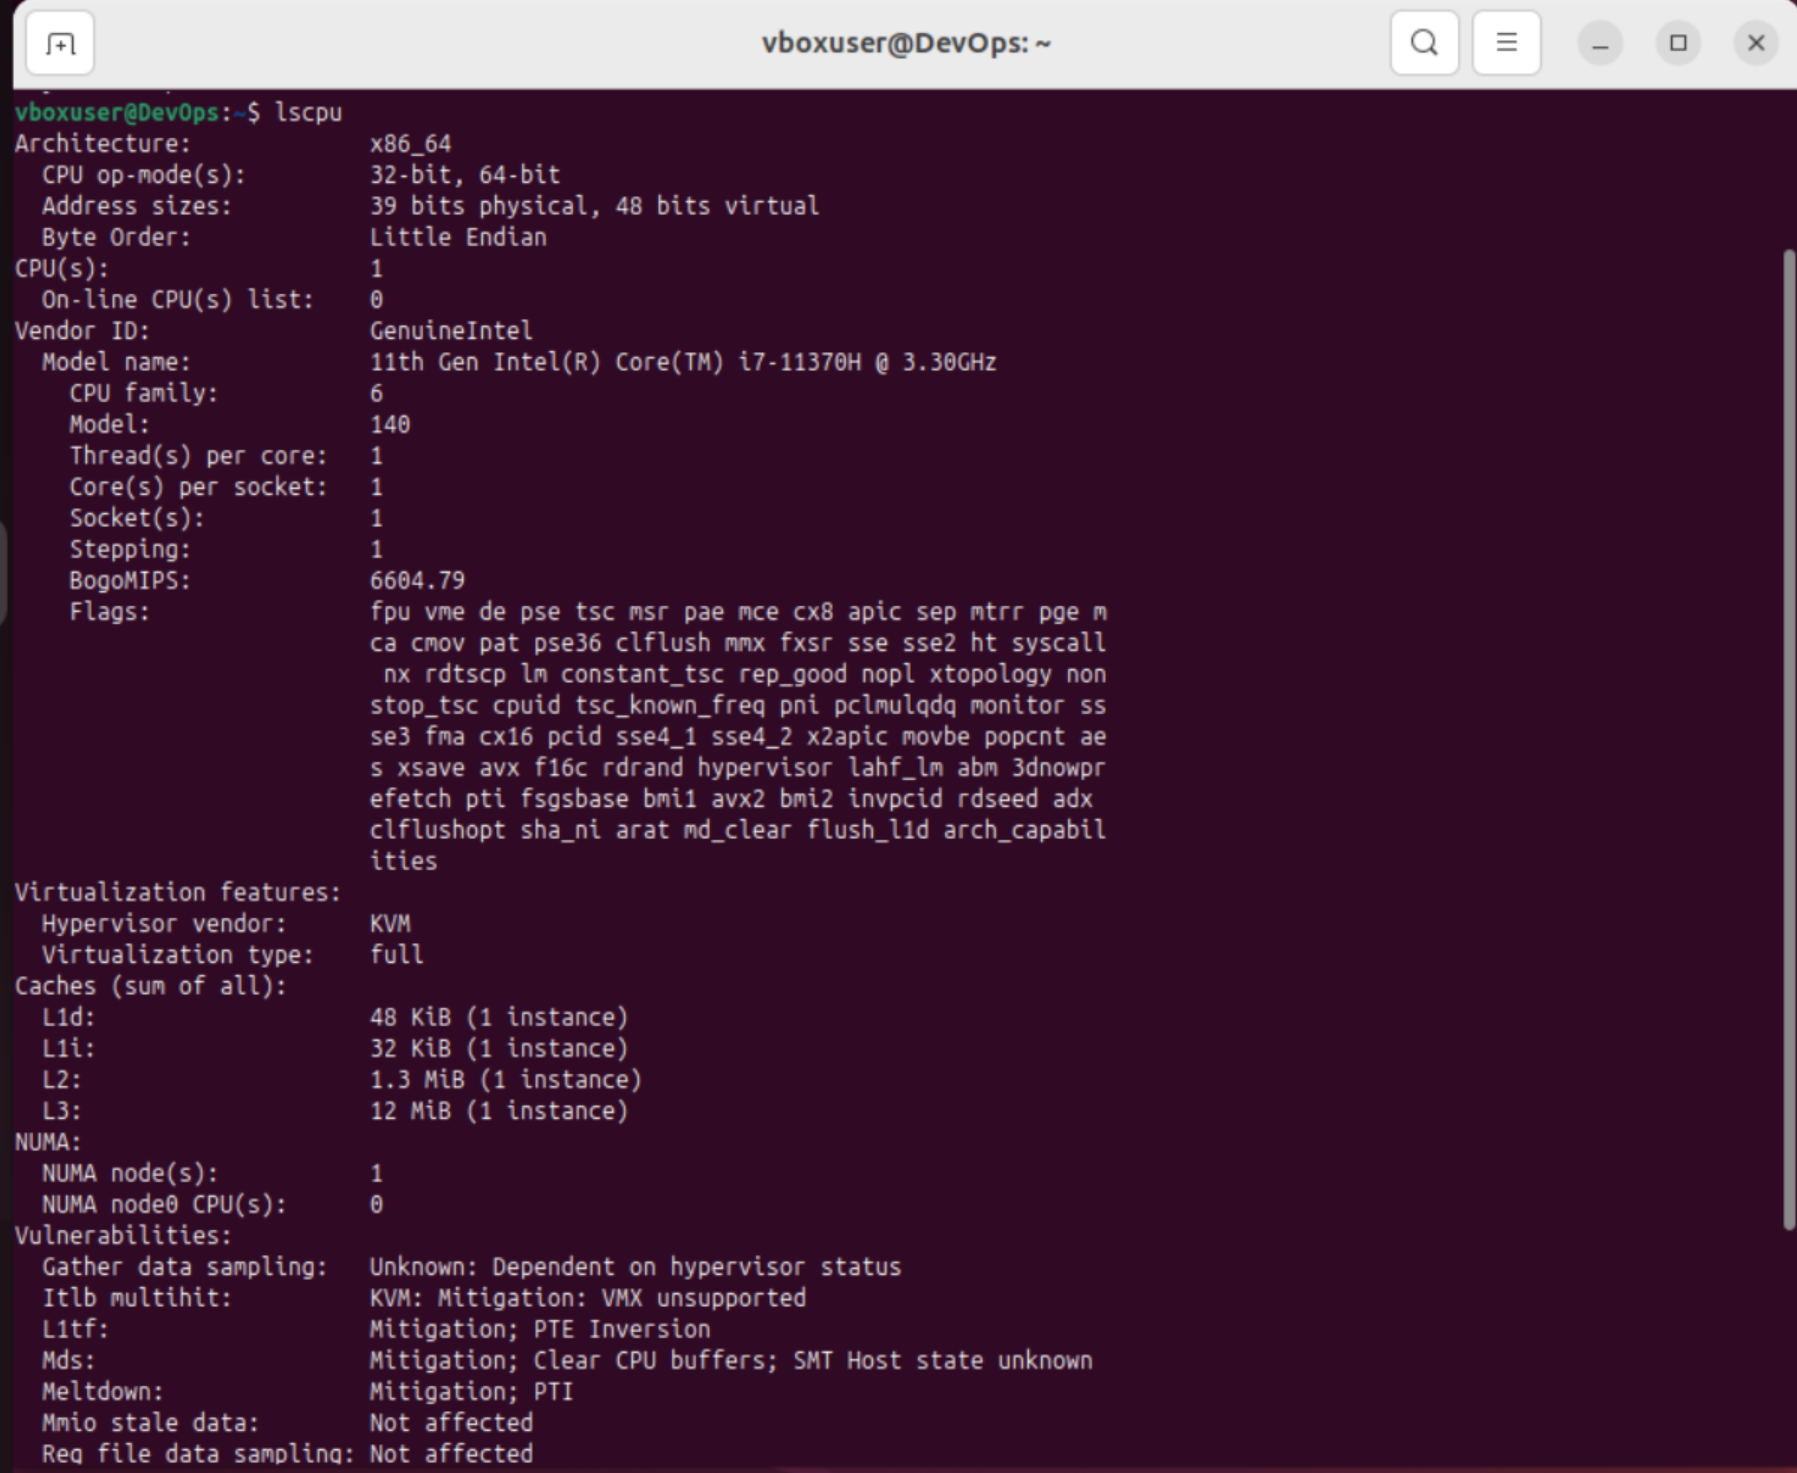 vboxuser@DevOps: ~
vboxuser@DevOps:~$ lscpu
Architecture:             x86_64
  CPU op-mode(s):         32-bit, 64-bit
  Address sizes:          39 bits physical, 48 bits virtual
  Byte Order:             Little Endian
CPU(s):                   1
  On-line CPU(s) list:    0
Vendor ID:                GenuineIntel
  Model name:             11th Gen Intel(R) Core(TM) i7-11370H @ 3.30GHz
    CPU family:           6
    Model:                140
    Thread(s) per core:   1
    Core(s) per socket:   1
    Socket(s):            1
    Stepping:             1
    BogoMIPS:             6604.79
    Flags:                fpu vme de pse tsc msr pae mce cx8 apic sep mtrr pge m
                          ca cmov pat pse36 clflush mmx fxsr sse sse2 ht syscall
                           nx rdtscp lm constant_tsc rep_good nopl xtopology non
                          stop_tsc cpuid tsc_known_freq pni pclmulqdq monitor ss
                          se3 fma cx16 pcid sse4_1 sse4_2 x2apic movbe popcnt ae
                          s xsave avx f16c rdrand hypervisor lahf_lm abm 3dnowpr
                          efetch pti fsgsbase bmi1 avx2 bmi2 invpcid rdseed adx
                          clflushopt sha_ni arat md_clear flush_l1d arch_capabil
                          ities
Virtualization features:
  Hypervisor vendor:      KVM
  Virtualization type:    full
Caches (sum of all):
  L1d:                    48 KiB (1 instance)
  L1i:                    32 KiB (1 instance)
  L2:                     1.3 MiB (1 instance)
  L3:                     12 MiB (1 instance)
NUMA:
  NUMA node(s):           1
  NUMA node0 CPU(s):      0
Vulnerabilities:
  Gather data sampling:   Unknown: Dependent on hypervisor status
  Itlb multihit:          KVM: Mitigation: VMX unsupported
  L1tf:                   Mitigation; PTE Inversion
  Mds:                    Mitigation; Clear CPU buffers; SMT Host state unknown
  Meltdown:               Mitigation; PTI
  Mmio stale data:        Not affected
  Reg file data sampling: Not affected